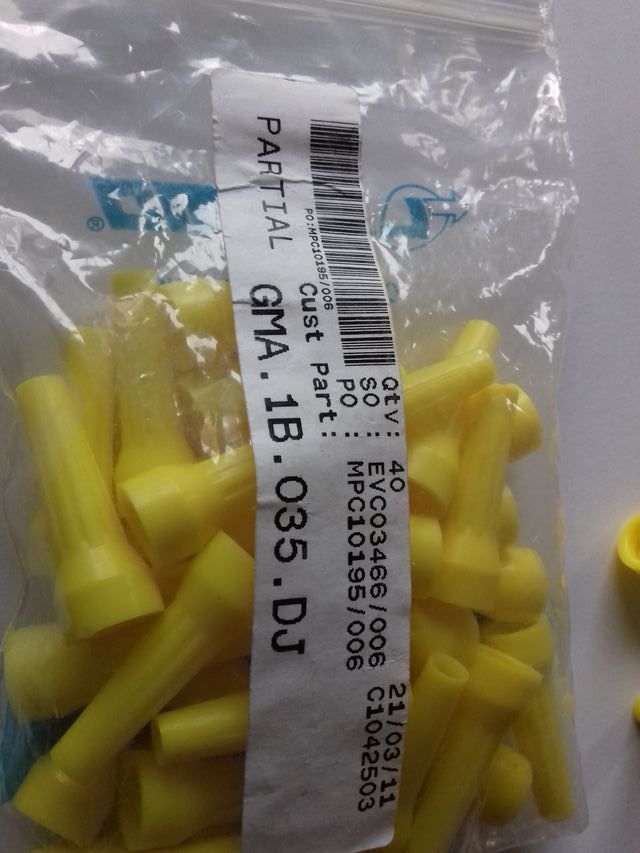 Qty: 40 21/03/11
SO : EVC03466/006 C1042503
PO : MPC10195/006
PO:MPC10195/006
Cust Part:
PARTIAL GMA.1B.035.DJ
®